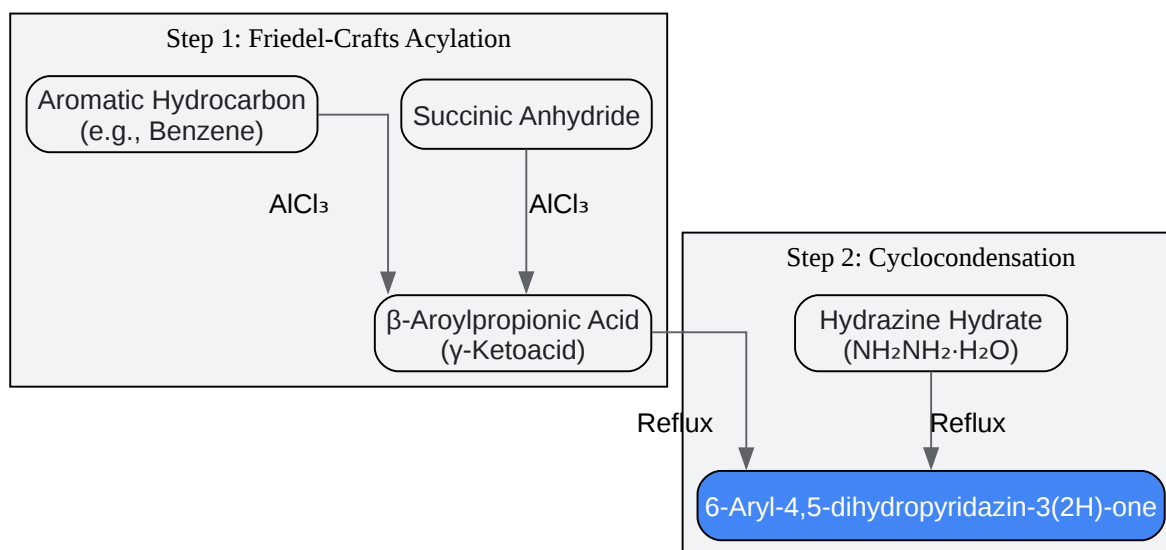 Step 1: Friedel-Crafts Acylation
Aromatic Hydrocarbon
(e.g., Benzene)
Succinic Anhydride
AlCl₃
AlCl₃
β-Aroylpropionic Acid
(γ-Ketoacid)
Step 2: Cyclocondensation
Hydrazine Hydrate
(NH₂NH₂·H₂O)
Reflux
Reflux
6-Aryl-4,5-dihydropyridazin-3(2H)-one